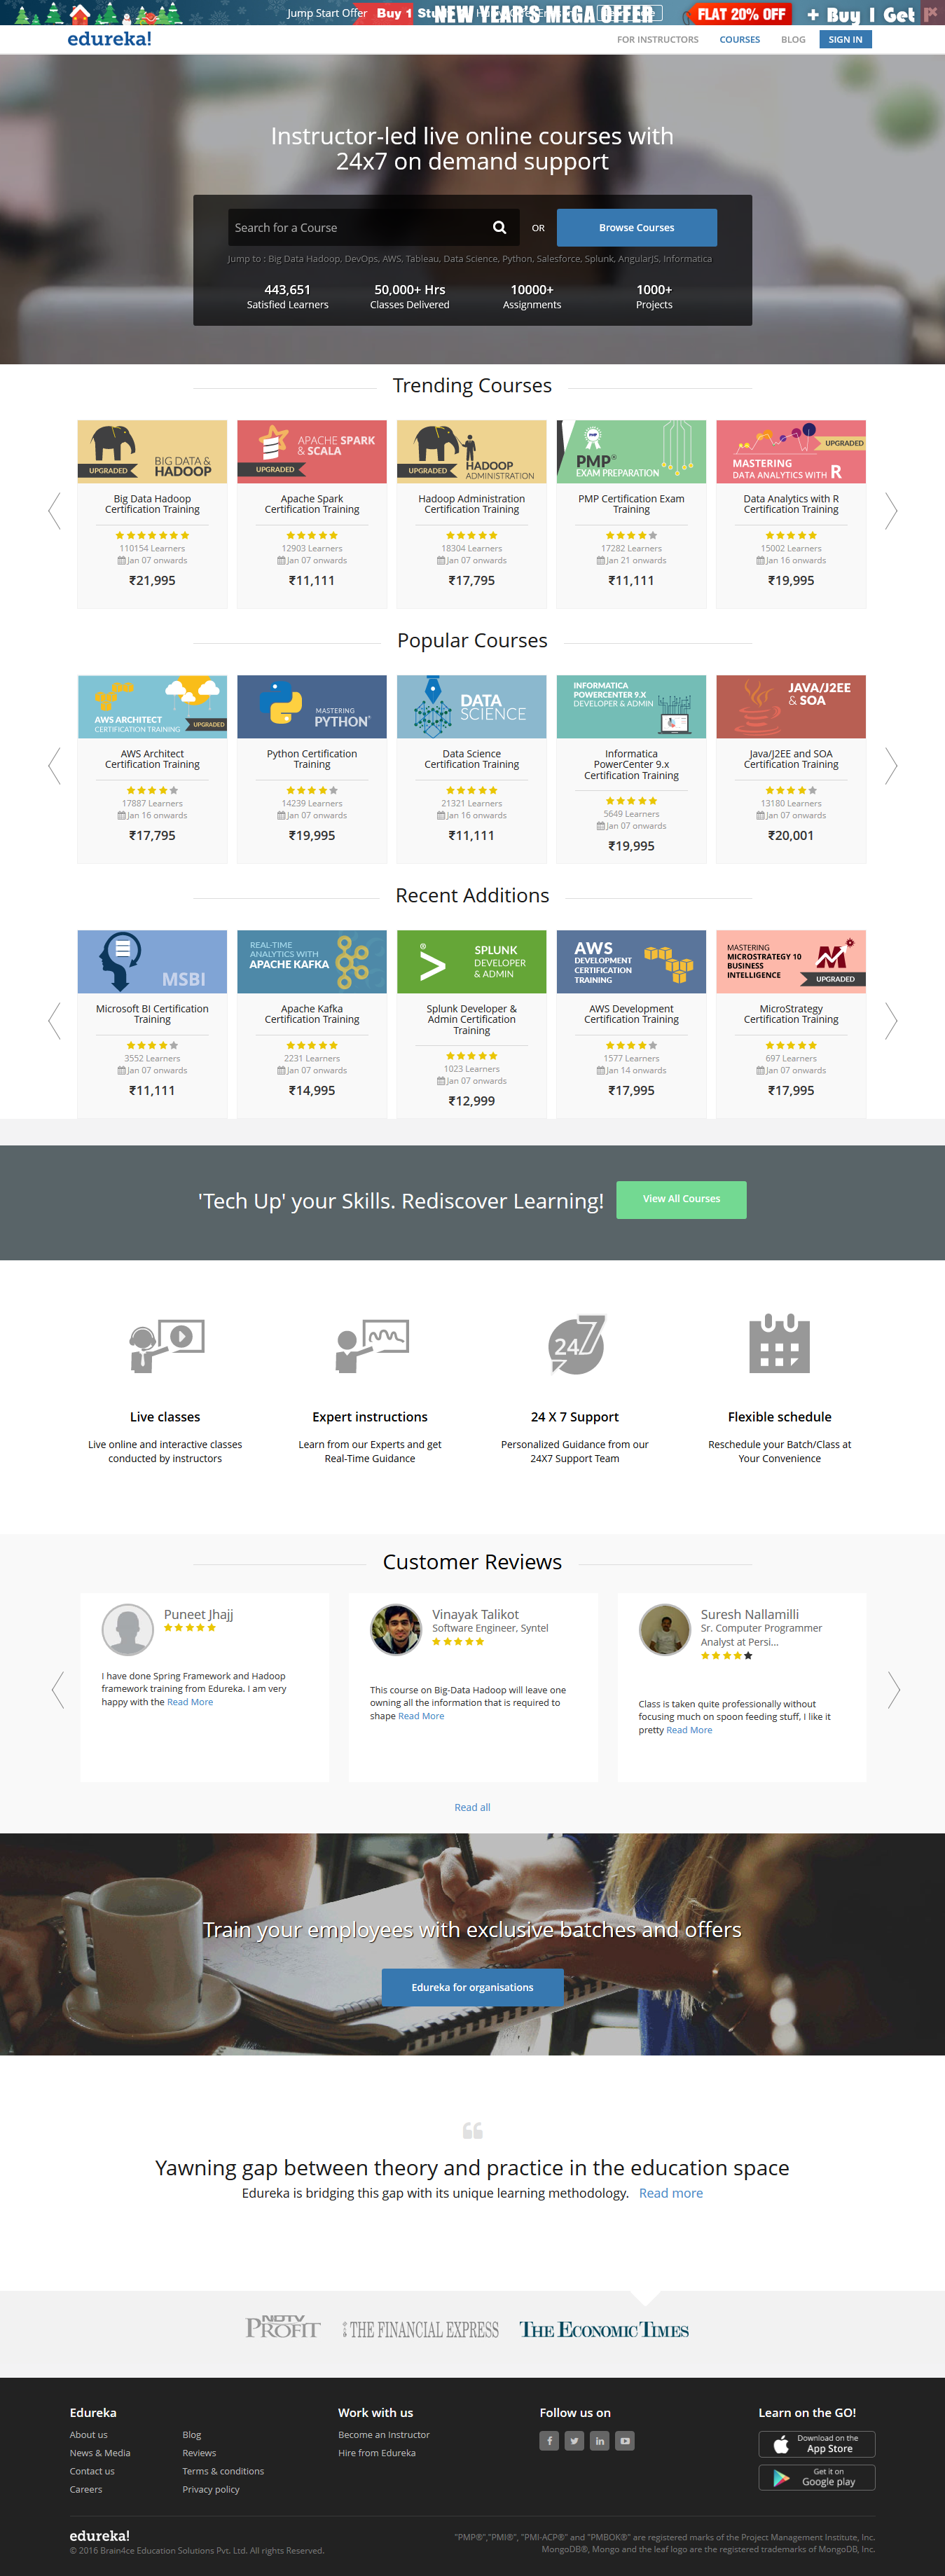 Jump Start Offer
Buy 1
NEW YEAR'S MEGA OFFER
FLAT 20% OFF
+ Buy 1 Get
edureka!
FOR INSTRUCTORS
COURSES
BLOG
SIGN IN
Instructor-led live online courses with
24x7 on demand support
Search for a Course
OR
Browse Courses
Jump to : Big Data Hadoop, DevOps, AWS, Tableau, Data Science, Python, Salesforce, Splunk, AngularJS, Informatica
443,651
Satisfied Learners
50,000+ Hrs
Classes Delivered
10000+
Assignments
1000+
Projects
Trending Courses
UPGRADED
BIG DATA &
HADOOP
Big Data Hadoop
Certification Training
110154 Learners
Jan 07 onwards
₹21,995
APACHE SPARK
& SCALA
UPGRADED
Apache Spark
Certification Training
12903 Learners
Jan 07 onwards
₹11,111
UPGRADED
HADOOP
ADMINISTRATION
Hadoop Administration
Certification Training
18304 Learners
Jan 07 onwards
₹17,795
PMP
PMP®
EXAM PREPARATION
PMP Certification Exam
Training
17282 Learners
Jan 21 onwards
₹11,111
UPGRADED
MASTERING
DATA ANALYTICS WITH R
Data Analytics with R
Certification Training
15002 Learners
Jan 16 onwards
₹19,995
Popular Courses
AWS ARCHITECT
CERTIFICATION TRAINING
UPGRADED
AWS Architect
Certification Training
17887 Learners
Jan 16 onwards
₹17,795
MASTERING
PYTHON®
Python Certification
Training
14239 Learners
Jan 07 onwards
₹19,995
DATA
SCIENCE
Data Science
Certification Training
21321 Learners
Jan 16 onwards
₹11,111
INFORMATICA
POWERCENTER 9.X
DEVELOPER & ADMIN
Informatica
PowerCenter 9.x
Certification Training
5649 Learners
Jan 07 onwards
₹19,995
JAVA/J2EE
& SOA
Java/J2EE and SOA
Certification Training
13180 Learners
Jan 07 onwards
₹20,001
Recent Additions
MSBI
Microsoft BI Certification
Training
3552 Learners
Jan 07 onwards
₹11,111
REAL-TIME
ANALYTICS WITH
APACHE KAFKA
Apache Kafka
Certification Training
2231 Learners
Jan 07 onwards
₹14,995
®
>
SPLUNK
DEVELOPER
& ADMIN
Splunk Developer &
Admin Certification
Training
1023 Learners
Jan 07 onwards
₹12,999
AWS
DEVELOPMENT
CERTIFICATION
TRAINING
AWS Development
Certification Training
1577 Learners
Jan 14 onwards
₹17,995
MASTERING
MICROSTRATEGY 10
BUSINESS
INTELLIGENCE
UPGRADED
MicroStrategy
Certification Training
697 Learners
Jan 07 onwards
₹17,995
'Tech Up' your Skills. Rediscover Learning!
View All Courses
24 7
Live classes
Live online and interactive classes
conducted by instructors
Expert instructions
Learn from our Experts and get
Real-Time Guidance
24 X 7 Support
Personalized Guidance from our
24X7 Support Team
Flexible schedule
Reschedule your Batch/Class at
Your Convenience
Customer Reviews
Puneet Jhajj
I have done Spring Framework and Hadoop
framework training from Edureka. I am very
happy with the Read More
Vinayak Talikot
Software Engineer, Syntel
This course on Big-Data Hadoop will leave one
owning all the information that is required to
shape Read More
Suresh Nallamilli
Sr. Computer Programmer
Analyst at Persi...
Class is taken quite professionally without
focusing much on spoon feeding stuff, I like it
pretty Read More
Read all
Train your employees with exclusive batches and offers
Edureka for organisations
Yawning gap between theory and practice in the education space
Edureka is bridging this gap with its unique learning methodology. Read more
NDTV
PROFIT
THE FINANCIAL EXPRESS
THE ECONOMIC TIMES
Edureka
About us
News & Media
Contact us
Careers
Blog
Reviews
Terms & conditions
Privacy policy
Work with us
Become an Instructor
Hire from Edureka
Follow us on
Learn on the GO!
Download on the
App Store
Get it on
Google play
edureka!
© 2016 Brain4ce Education Solutions Pvt. Ltd. All rights Reserved.
"PMP®","PMI®", "PMI-ACP®" and "PMBOK®" are registered marks of the Project Management Institute, Inc.
MongoDB®, Mongo and the leaf logo are the registered trademarks of MongoDB, Inc.